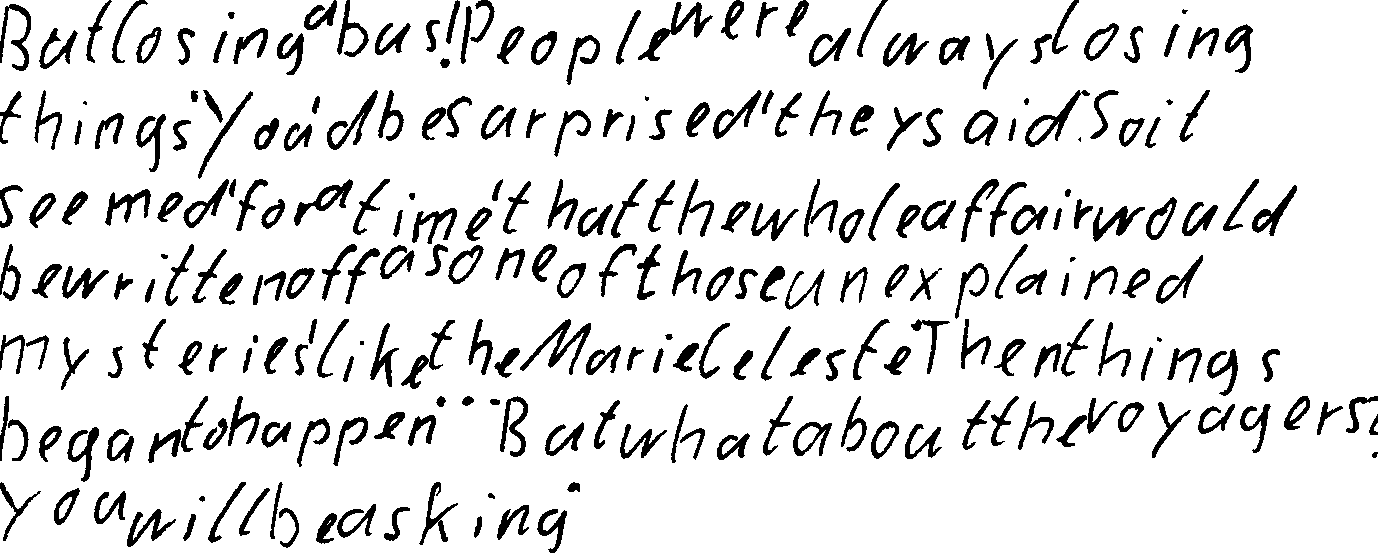 But losing a bus! People were always losing
things. You'd be surprised, they said. So it
seemed, for a time, that the whole affair would
be written off as one of those unexplained
mysteries, like the Marie Celeste. Then things
began to happen... But what about the voyagers?
you will be asking.